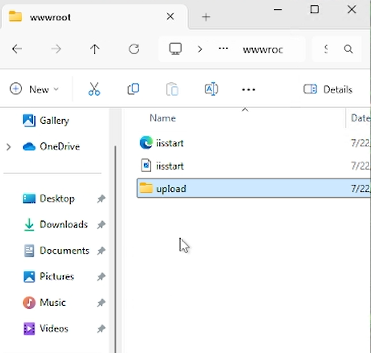 wwwroot
wwwroc
New
Details
Gallery
OneDrive
Desktop
Downloads
Documents
Pictures
Music
Videos
Name
Date
iisstart
7/22
iisstart
7/22
upload
7/22